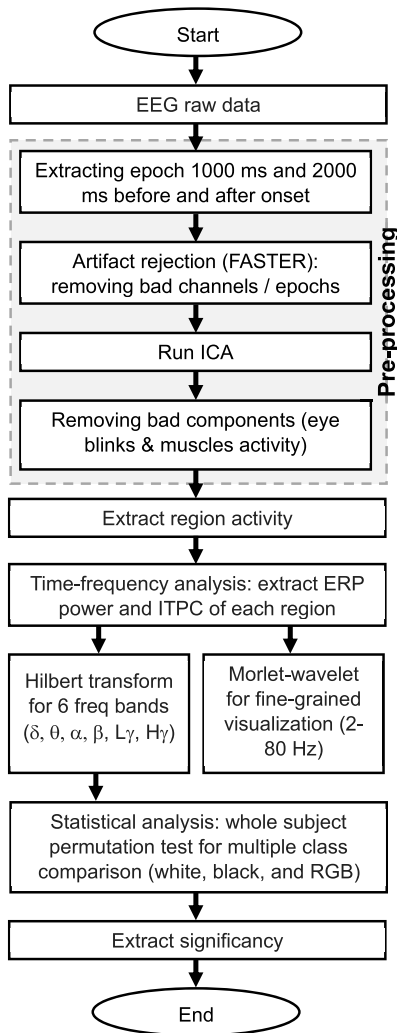 Start
EEG raw data
Extracting epoch 1000 ms and 2000
ms before and after onset
Artifact rejection (FASTER):
removing bad channels / epochs
Run ICA
Removing bad components (eye
blinks & muscles activity)
Pre-processing
Extract region activity
Time-frequency analysis: extract ERP
power and ITPC of each region
Hilbert transform
for 6 freq bands
(δ, θ, α, β, Lγ, Hγ)
Morlet-wavelet
for fine-grained
visualization (2-
80 Hz)
Statistical analysis: whole subject
permutation test for multiple class
comparison (white, black, and RGB)
Extract significancy
End